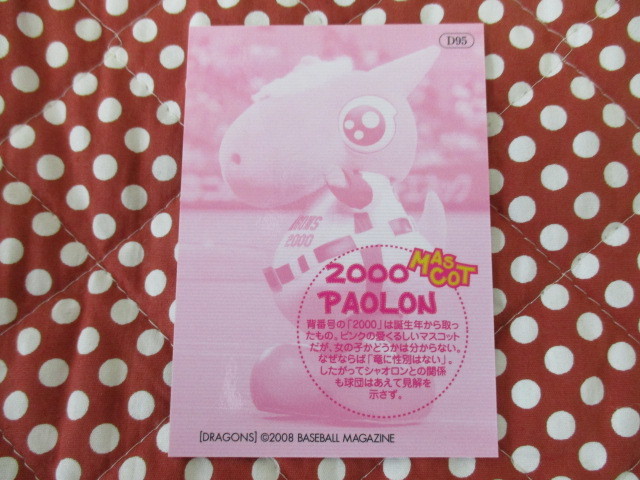 D95
2000
MASCOT
PAOLON
背番号の「2000」は誕生年から取っ
たもの。ピンクの愛くるしいマスコット
だが、女の子かどうかは分からない。
なぜならば「竜に性別はない」。
したがってシャオロンとの関係
も球団はあえて見解を
示さず。
[DRAGONS] ©2008 BASEBALL MAGAZINE